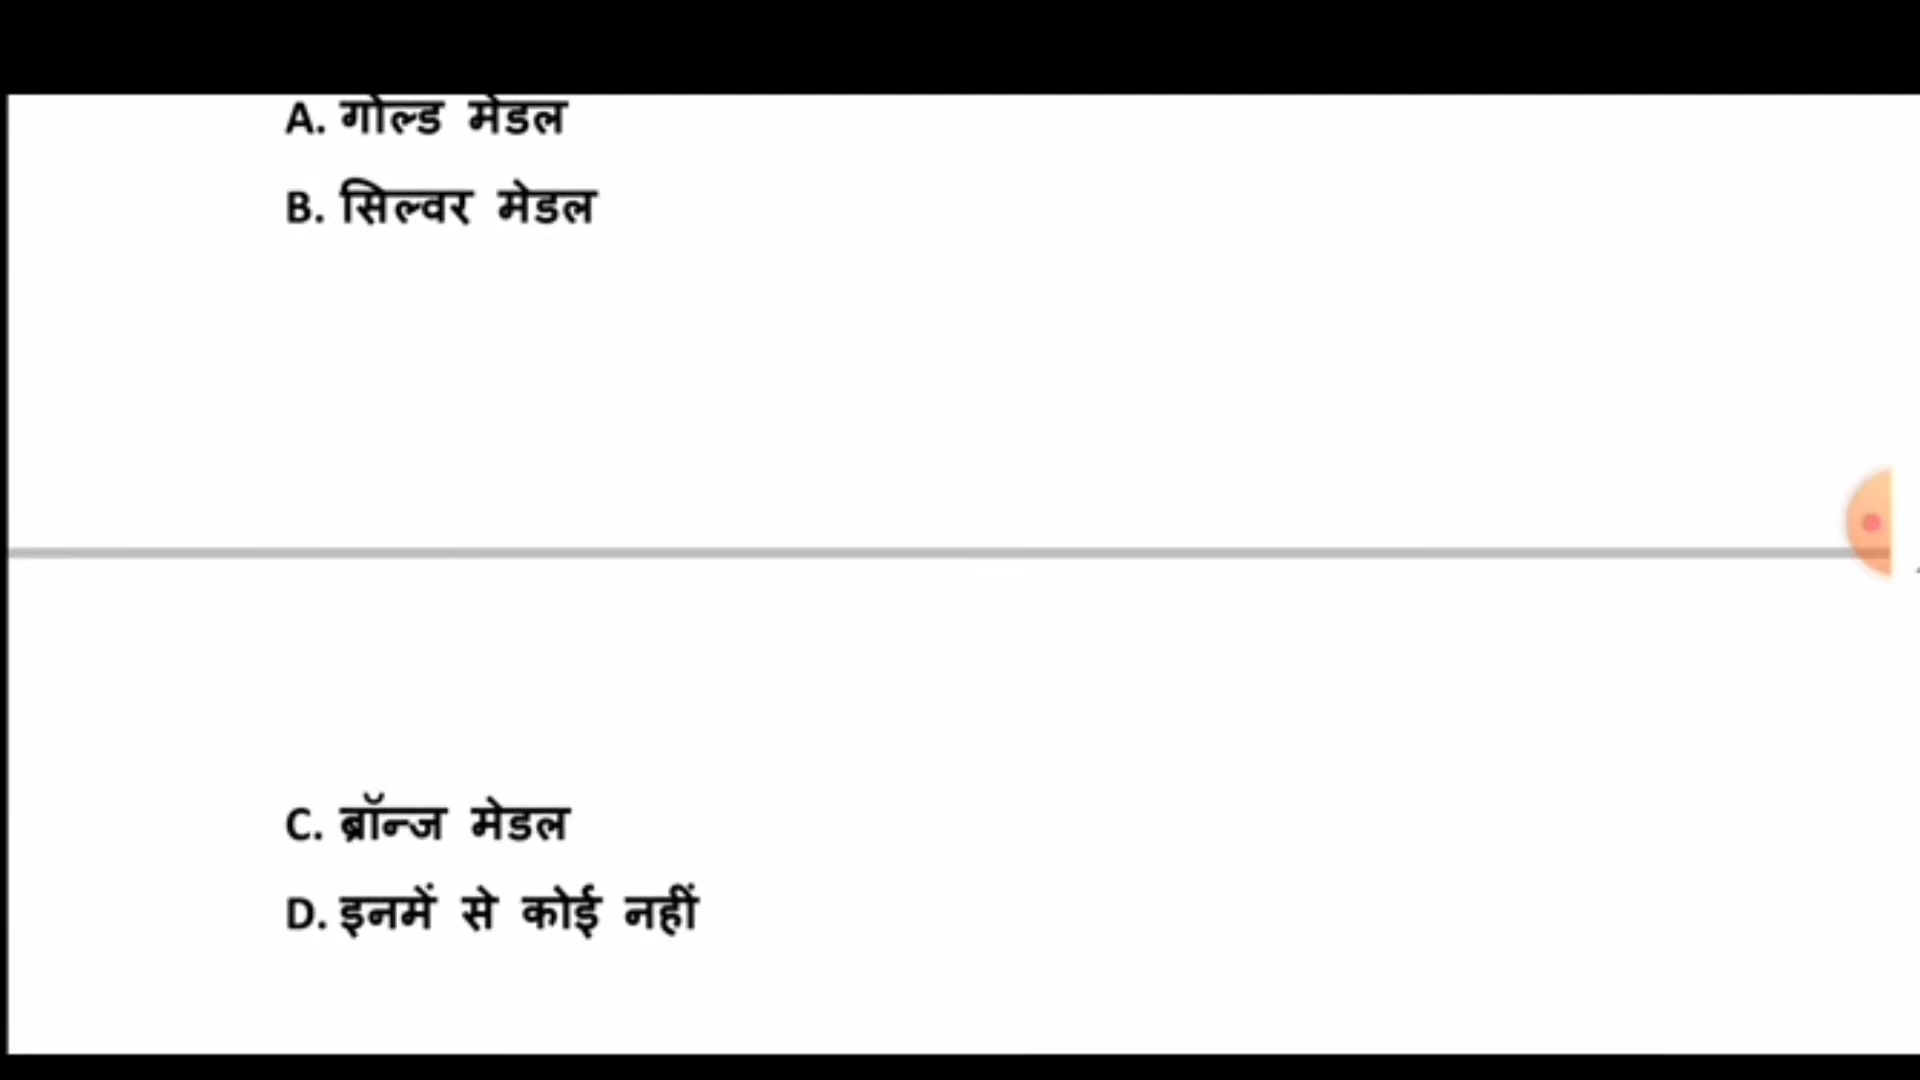 A. गोल्ड मेडल
B. सिल्वर मेडल
C. ब्रॉन्ज मेडल
D. इनमें से कोई नहीं